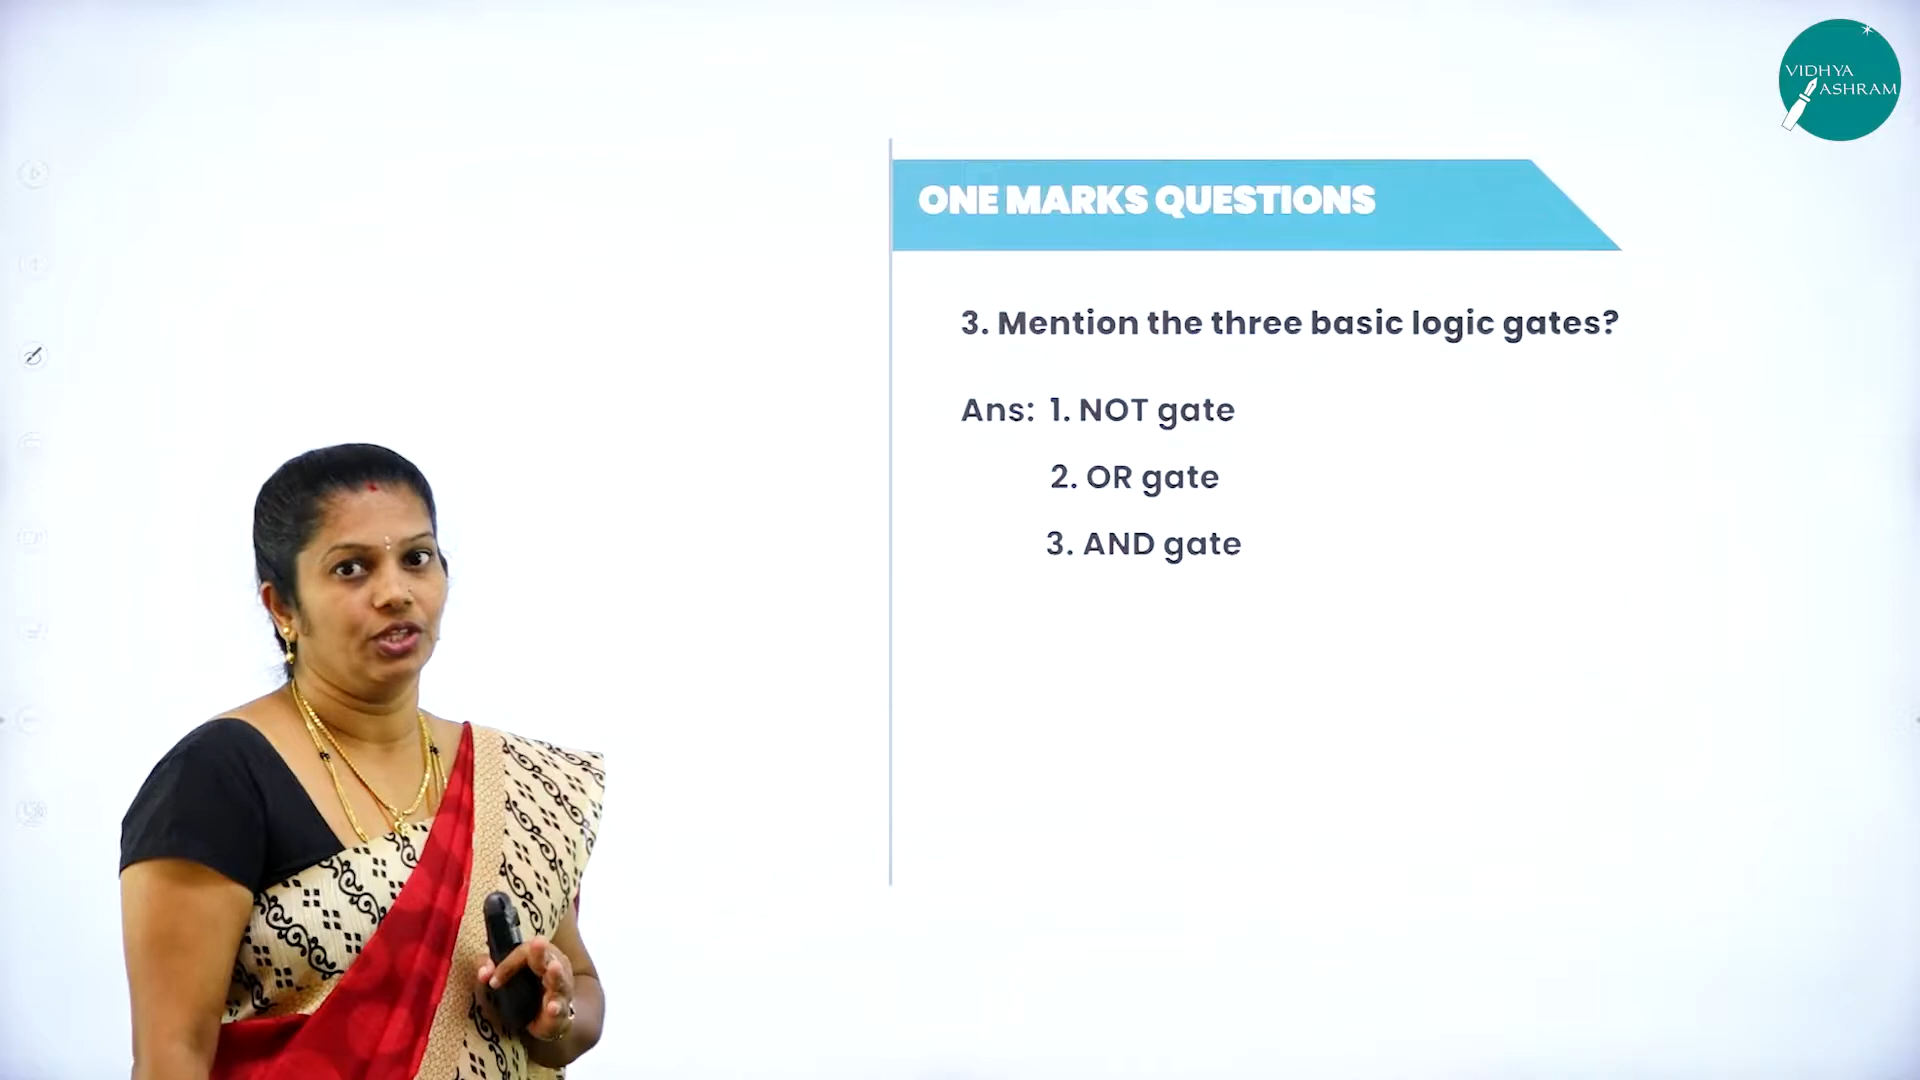 VIDHYA
ASHRAM
ONE MARKS QUESTIONS
3. Mention the three basic logic gates?
Ans: 1. NOT gate
2. OR gate
3. AND gate